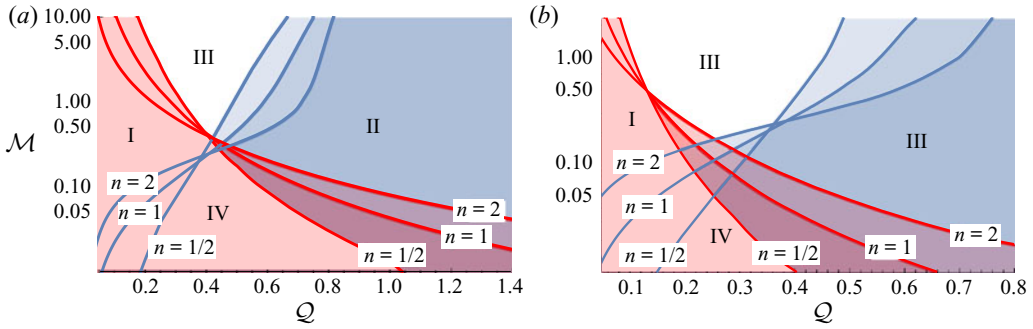 (a)
10.00
5.00
1.00
0.50
0.10
0.05
ℳ
III
I
II
IV
n = 2
n = 1
n = 1/2
n = 2
n = 1
n = 1/2
0.2 0.4 0.6 0.8 1.0 1.2 1.4
𝒬
(b)
1.00
0.50
0.10
0.05
III
I
III
IV
n = 2
n = 1
n = 1/2
n = 2
n = 1
n = 1/2
0.1 0.2 0.3 0.4 0.5 0.6 0.7 0.8
𝒬